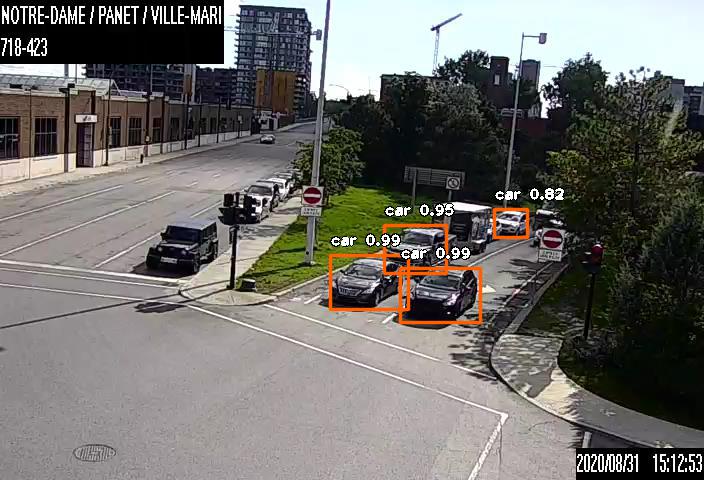 NOTRE-DAME / PANET / VILLE-MARI
718-423
car 0.82
car 0.95
car 0.99
car 0.99
2020/08/31 15:12:53